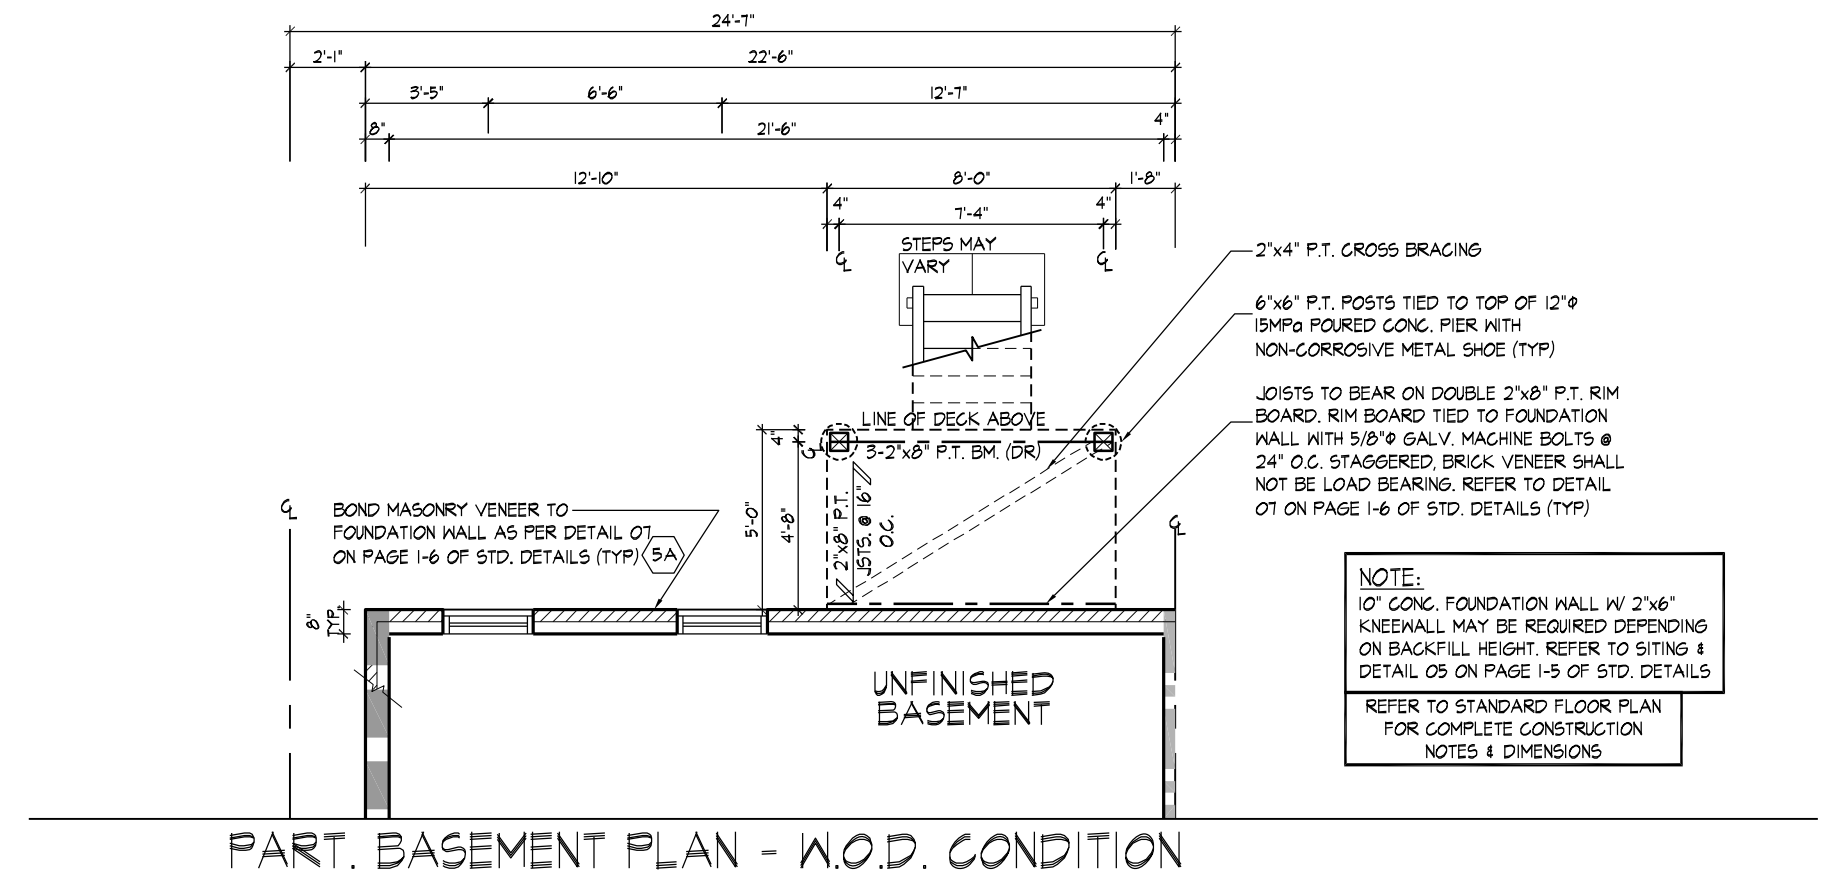 24'-7"
2'-1"
22'-6"
3'-5"
6'-6"
12'-7"
8"
21'-6"
4"
12'-10"
8'-0"
1'-8"
4"
7'-4"
4"
CL
CL
STEPS MAY
VARY
2"x4" P.T. CROSS BRACING
6"x6" P.T. POSTS TIED TO TOP OF 12"Φ
15MPa POURED CONC. PIER WITH
NON-CORROSIVE METAL SHOE (TYP)
JOISTS TO BEAR ON DOUBLE 2"x8" P.T. RIM
BOARD. RIM BOARD TIED TO FOUNDATION
WALL WITH 5/8"Φ GALV. MACHINE BOLTS @
24" O.C. STAGGERED, BRICK VENEER SHALL
NOT BE LOAD BEARING. REFER TO DETAIL
07 ON PAGE 1-6 OF STD. DETAILS (TYP)
LINE OF DECK ABOVE
3-2"x8" P.T. BM. (DR)
4"
CL
5'-0"
4'-8"
2"x8" P.T.
JSTS. @ 16"
O.C.
CL
BOND MASONRY VENEER TO
FOUNDATION WALL AS PER DETAIL 07
ON PAGE 1-6 OF STD. DETAILS (TYP)
5A
CL
8"
TYP.
UNFINISHED
BASEMENT
NOTE:
10" CONC. FOUNDATION WALL W/ 2"x6"
KNEEWALL MAY BE REQUIRED DEPENDING
ON BACKFILL HEIGHT. REFER TO SITING &
DETAIL 05 ON PAGE 1-5 OF STD. DETAILS
REFER TO STANDARD FLOOR PLAN
FOR COMPLETE CONSTRUCTION
NOTES & DIMENSIONS
PART. BASEMENT PLAN - W.O.D. CONDITION